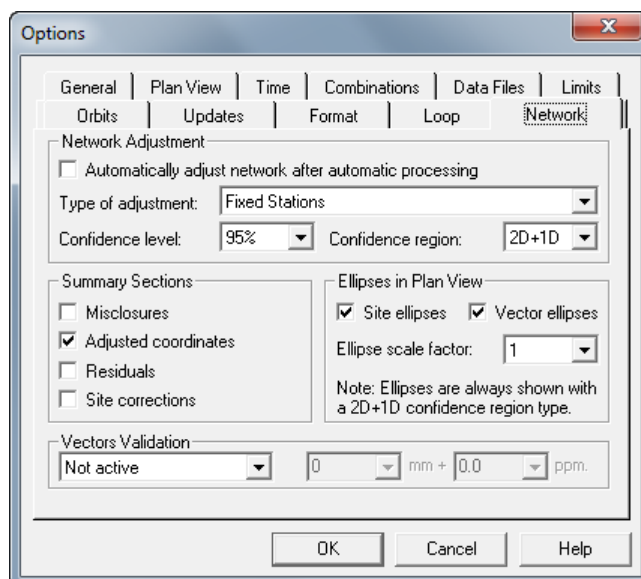 Options
General Plan View Time Combinations Data Files Limits
Orbits Updates Format Loop Network
Network Adjustment
Automatically adjust network after automatic processing
Type of adjustment: Fixed Stations
Confidence level: 95% Confidence region: 2D+1D
Summary Sections
Misclosures
Adjusted coordinates
Residuals
Site corrections
Ellipses in Plan View
Site ellipses Vector ellipses
Ellipse scale factor: 1
Note: Ellipses are always shown with
a 2D+1D confidence region type.
Vectors Validation
Not active 0 mm + 0.0 ppm.
OK Cancel Help